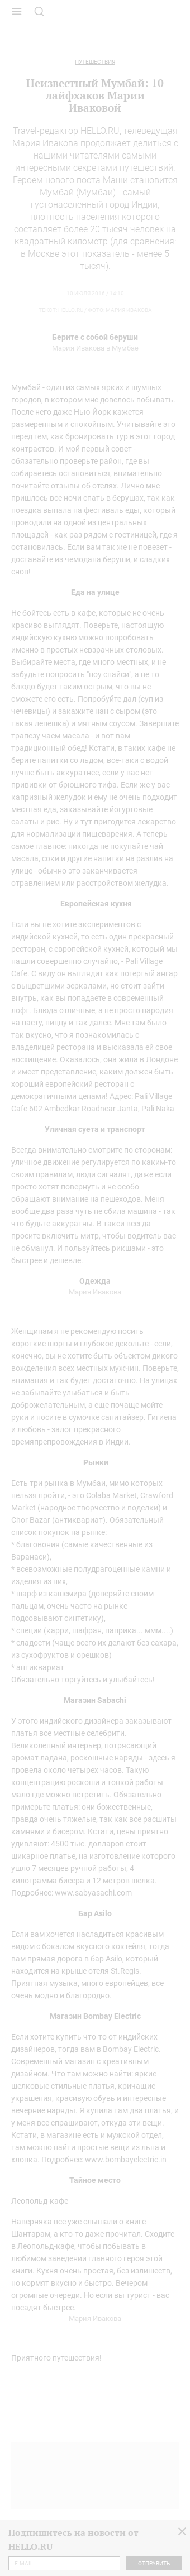 ПУТЕШЕСТВИЯ
Неизвестный Мумбай: 10
лайфхаков Марии
Иваковой
Travel-редактор HELLO.RU, телеведущая
Мария Ивакова продолжает делиться с
нашими читателями самыми
интересными секретами путешествий.
Героем нового поста Маши становится
Мумбай (Мумбаи) - самый
густонаселенный город Индии,
плотность населения которого
составляет более 20 тысяч человек на
квадратный километр (для сравнения:
в Москве этот показатель - менее 5
тысяч).
Берите с собой беруши
Мария Ивакова в Мумбае
Мумбай - один из самых ярких и шумных
городов, в котором мне довелось побывать.
После него даже Нью-Йорк кажется
размеренным и спокойным. Учитывайте это
перед тем, как бронировать тур в этот город
контрастов. И мой первый совет -
обязательно проверьте район, где вы
собираетесь остановиться, внимательно
почитайте отзывы об отелях. Лично мне
пришлось все ночи спать в берушах, так как
поездка выпала на фестиваль еды, который
проводили на одной из центральных
площадей - как раз рядом с гостиницей, где я
остановилась. Если вам так же не повезет -
доставайте из чемодана беруши, и сладких
снов!
Еда на улице
Не бойтесь есть в кафе, которые не очень
красиво выглядят. Поверьте, настоящую
индийскую кухню можно попробовать
именно в простых невзрачных столовых.
Выбирайте места, где много местных, и не
забудьте попросить "ноу спайси", а не то
блюдо будет таким острым, что вы не
сможете его есть. Попробуйте дал (суп из
чечевицы) и закажите нан с сыром (это
такая лепешка) и мятным соусом. Завершите
трапезу чаем масала - и вот вам
традиционный обед! Кстати, в таких кафе не
берите напитки со льдом, все-таки с водой
лучше быть аккуратнее, если у вас нет
прививки от брюшного тифа. Если же у вас
капризный желудок и ему не очень подходит
местная еда, заказывайте йогуртовые
салаты и рис. Ну и тут пригодится лекарство
для нормализации пищеварения. А теперь
самое главное: никогда не покупайте чай
масала, соки и другие напитки на разлив на
улице - обычно это заканчивается
отравлением или расстройством желудка.
Европейская кухня
Если вы не хотите экспериментов с
индийской кухней, то есть один прекрасный
ресторан, с европейской кухней, который мы
нашли совершенно случайно, - Pali Village
Cafe. С виду он выглядит как потертый ангар
с выцветшими зеркалами, но стоит зайти
внутрь, как вы попадаете в современный
лофт. Блюда отличные, а не просто пародия
на пасту, пиццу и так далее. Мне там было
так вкусно, что я познакомилась с
владелицей ресторана и высказала ей свое
восхищение. Оказалось, она жила в Лондоне
и имеет представление, каким должен быть
хороший европейский ресторан с
демократичными ценами! Адрес: Pali Village
Cafe 602 Ambedkar Roadnear Janta, Pali Naka
Уличная суета и транспорт
Всегда внимательно смотрите по сторонам:
уличное движение регулируется по каким-то
своим правилам, люди сигналят, даже если
просто хотят повернуть и не особо
обращают внимание на пешеходов. Меня
вообще два раза чуть не сбила машина - так
что будьте аккуратны. В такси всегда
просите включить митр, чтобы водитель вас
не обманул. И пользуйтесь рикшами - это
быстрее и дешевле.
Одежда
Мария Ивакова
Женщинам я не рекомендую носить
короткие шорты и глубокое декольте - если,
конечно, вы не хотите быть объектом дикого
вожделения всех местных мужчин. Поверьте,
внимания и так будет достаточно. На улицах
не забывайте улыбаться и быть
доброжелательным, а еще почаще мойте
руки и носите в сумочке санитайзер. Гигиена
и любовь - залог прекрасного
времяпрепровождения в Индии.
Рынки
Есть три рынка в Мумбаи, мимо которых
нельзя пройти, - это Colaba Market, Crawford
Market (народное творчество и поделки) и
Chor Bazar (антиквариат). Обязательный
список покупок на рынке:
* благовония (самые качественные из
Варанаси),
* всевозможные полудрагоценные камни и
изделие из них,
* шарф из кашемира (доверяйте своим
пальцам, очень часто на рынке
подсовывают синтетику),
* специи (карри, шафран, паприка... ммм....)
* сладости (чаще всего их делают без сахара,
из сухофруктов и орешков)
* антиквариат
Обязательно торгуйтесь и улыбайтесь!
Магазин Sabachi
У этого индийского дизайнера заказывают
платья все местные селебрити.
Великолепный интерьер, потрясающий
аромат ладана, роскошные наряды - здесь я
провела около четырех часов. Такую
концентрацию роскоши и тонкой работы
мало где можно встретить. Обязательно
примерьте платья: они божественные,
правда очень тяжелые, так как все расшиты
камнями и бисером. Кстати, цены приятно
удивляют: 4500 тыс. долларов стоит
шикарное платье, на изготовление которого
ушло 7 месяцев ручной работы, 4
килограмма бисера и 12 метров шелка.
Подробнее: www.sabyasachi.com
Бар Asilo
Если вам хочется насладиться красивым
видом с бокалом вкусного коктейля, тогда
вам прямая дорога в бар Asilo, который
находится на крыше отеля St.Regis.
Приятная музыка, много европейцев, все
очень модно и благородно.
Магазин Bombay Electric
Если хотите купить что-то от индийских
дизайнеров, тогда вам в Bombay Electric.
Современный магазин с креативным
дизайном. Что там можно найти: яркие
шелковые стильные платья, кричащие
украшения, красивую обувь и интересные
вечерние наряды. Я купила там два платья, и
у меня все спрашивают, откуда эти вещи.
Кстати, в магазине есть и мужской отдел,
там можно найти простые вещи из льна и
хлопка. Подробнее: www.bombayelectric.in
Тайное место
Леопольд-кафе
Наверняка все уже слышали о книге
Шантарам, а кто-то даже прочитал. Сходите
в Леопольд-кафе, чтобы побывать в
любимом заведении главного героя этой
книги. Кухня очень простая, без излишеств,
но кормят вкусно и быстро. Вечером
огромные очереди. Но если вы турист - вас
посадят быстрее.
Мария Ивакова
Приятного путешествия!
Подпишитесь на новости от
HELLO.RU
E-MAIL
ОТПРАВИТЬ